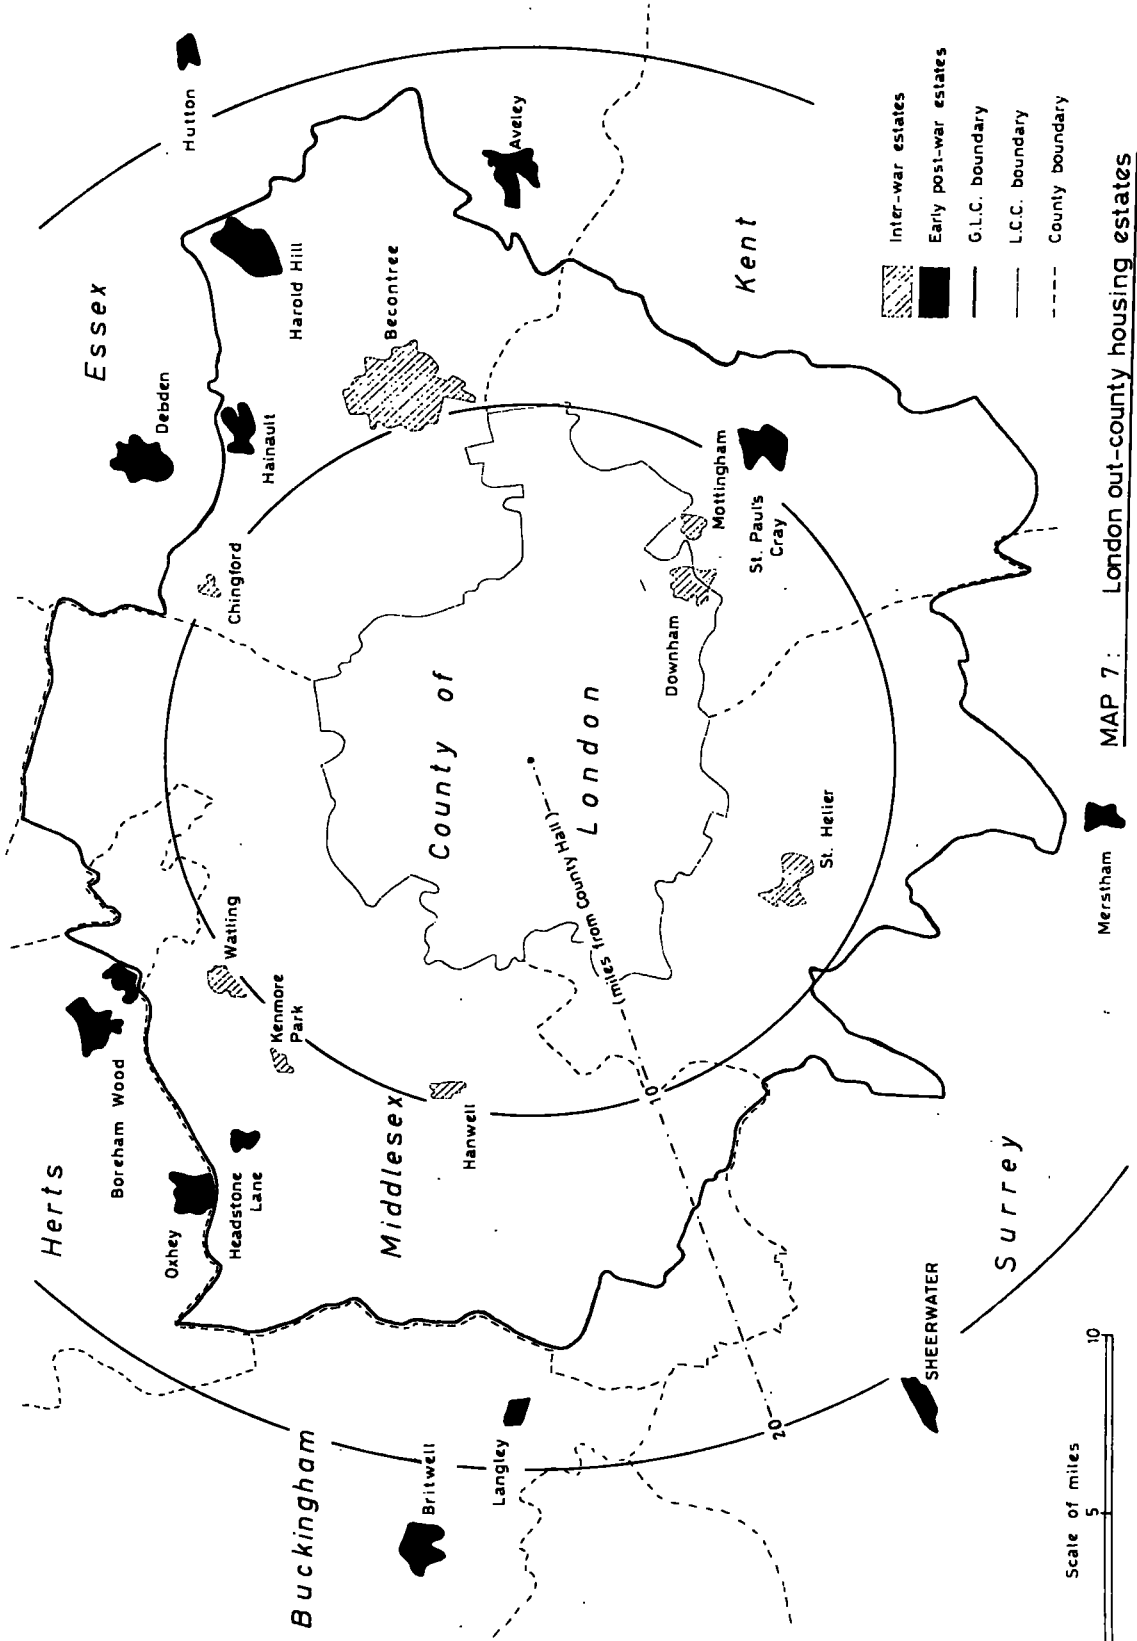 Hutton
Essex
Debden
Harold Hill
Hainault
Becontree
Aveley
Chingford
Herts
Boreham Wood
Watling
Kenmore
Park
Oxhey
Headstone
Lane
Middlesex
Hanwell
County of
London
(miles from County Hall)
10
20
Buckingham
Britwell
Langley
Downham
Mottingham
St. Paul's
Cray
Kent
St. Helier
Surrey
SHEERWATER
Merstham
Inter-war estates
Early post-war estates
G.L.C. boundary
L.C.C. boundary
County boundary
Scale of miles
5
10
MAP 7: London out-county housing estates